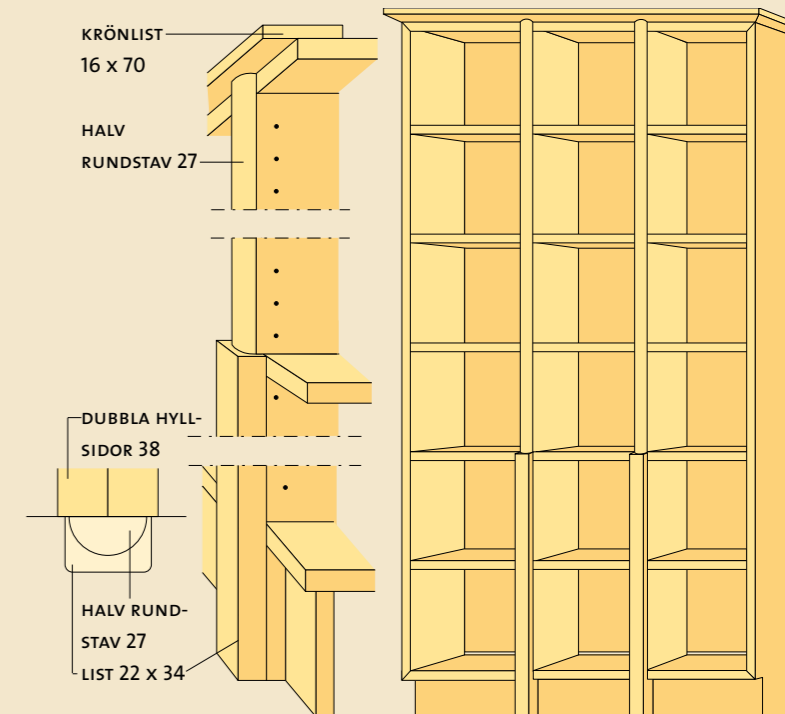 KRÖNLIST
16 x 70
HALV
RUNDSTAV 27
DUBBLA HYLL-
SIDOR 38
HALV RUND-
STAV 27
LIST 22 x 34